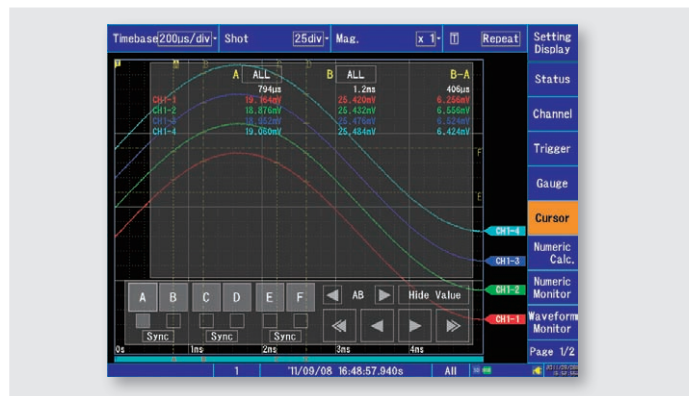 Timebase 200µs/div Shot 25div Mag. x 1 Repeat
Setting Display
Status
Channel
Trigger
Gauge
Cursor
Numeric Calc.
Numeric Monitor
Waveform Monitor
Page 1/2
A ALL B ALL B-A
794µs 1.2ms 406µs
CH1-1 19.164mV 25.420mV 6.256mV
CH1-2 18.876mV 25.432mV 6.556mV
CH1-3 18.952mV 25.476mV 6.524mV
CH1-4 19.060mV 25.484mV 6.424mV
F
E
CH1-4
CH1-3
CH1-2
CH1-1
A B C D E F AB Hide Value
Sync Sync Sync
0s 1ms 2ms 3ms 4ms
1 '11/09/08 16:48:57.940s All